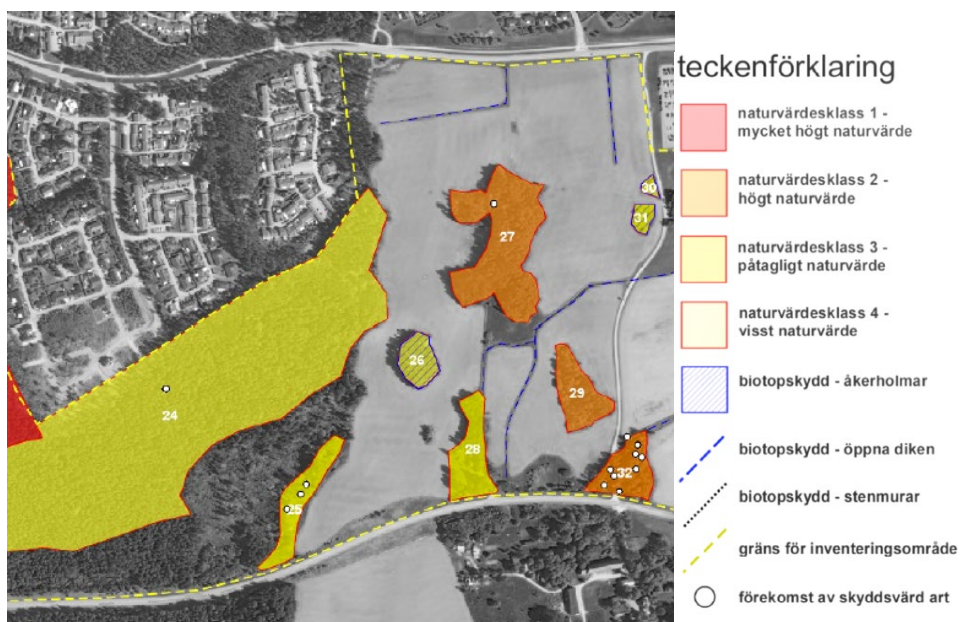 teckenförklaring
naturvärdesklass 1 -
mycket högt naturvärde
naturvärdesklass 2 -
högt naturvärde
naturvärdesklass 3 -
påtagligt naturvärde
naturvärdesklass 4 -
visst naturvärde
biotopskydd - åkerholmar
biotopskydd - öppna diken
biotopskydd - stenmurar
gräns för inventeringsområde
förekomst av skyddsvärd art
30
31
27
26
29
24
28
32
25